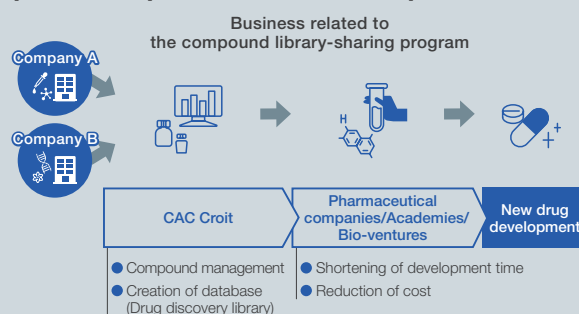 Business related to
the compound library-sharing program
Company A
Company B
H
CAC Croit
Pharmaceutical
companies/Academies/
Bio-ventures
New drug
development
● Compound management
● Creation of database
(Drug discovery library)
● Shortening of development time
● Reduction of cost